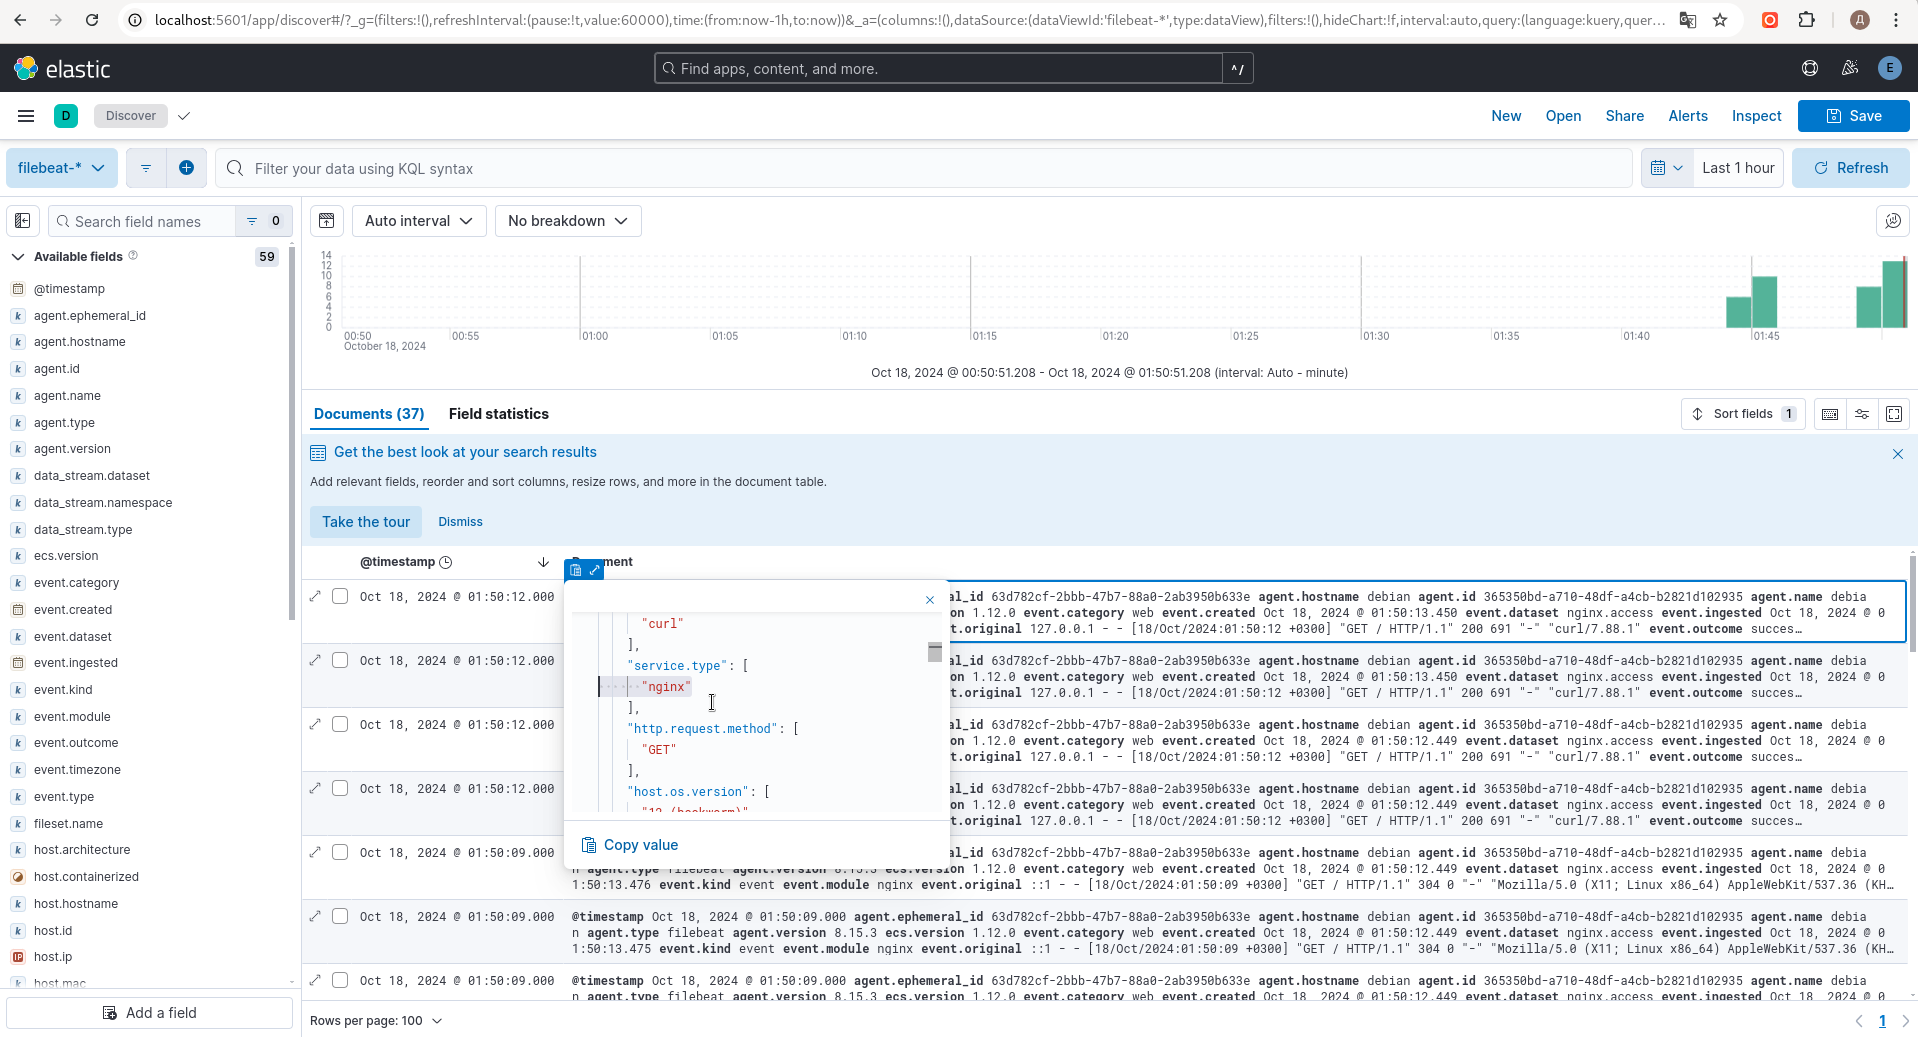 localhost:5601/app/discover#/?_g=(filters:!(),refreshInterval:(pause:!t,value:60000),time:(from:now-1h,to:now))&_a=(columns:!(),dataSource:(dataViewId:'filebeat-*',type:dataView),filters:!(),hideChart:!f,interval:auto,query:(language:kuery,quer...
Д
elastic
Find apps, content, and more.
^ /
E
D
Discover
New
Open
Share
Alerts
Inspect
Save
filebeat-*
Filter your data using KQL syntax
Last 1 hour
Refresh
Search field names
0
Auto interval
No breakdown
Available fields
59
@timestamp
agent.ephemeral_id
agent.hostname
agent.id
agent.name
agent.type
agent.version
data_stream.dataset
data_stream.namespace
data_stream.type
ecs.version
event.category
event.created
event.dataset
event.ingested
event.kind
event.module
event.outcome
event.timezone
event.type
fileset.name
host.architecture
host.containerized
host.hostname
host.id
host.ip
host.mac
Add a field
14
12
10
8
6
4
2
0
00:50
00:55
01:00
01:05
01:10
01:15
01:20
01:25
01:30
01:35
01:40
01:45
October 18, 2024
Oct 18, 2024 @ 00:50:51.208 - Oct 18, 2024 @ 01:50:51.208 (interval: Auto - minute)
Documents (37)
Field statistics
Sort fields
1
Get the best look at your search results
Add relevant fields, reorder and sort columns, resize rows, and more in the document table.
Take the tour
Dismiss
@timestamp
ment
Oct 18, 2024 @ 01:50:12.000
al_id 63d782cf-2bbb-47b7-88a0-2ab3950b633e agent.hostname debian agent.id 365350bd-a710-48df-a4cb-b2821d102935 agent.name debia
on 1.12.0 event.category web event.created Oct 18, 2024 @ 01:50:13.450 event.dataset nginx.access event.ingested Oct 18, 2024 @ 0
t.original 127.0.0.1 - - [18/Oct/2024:01:50:12 +0300] "GET / HTTP/1.1" 200 691 "-" "curl/7.88.1" event.outcome succes…
Oct 18, 2024 @ 01:50:12.000
al_id 63d782cf-2bbb-47b7-88a0-2ab3950b633e agent.hostname debian agent.id 365350bd-a710-48df-a4cb-b2821d102935 agent.name debia
on 1.12.0 event.category web event.created Oct 18, 2024 @ 01:50:13.450 event.dataset nginx.access event.ingested Oct 18, 2024 @ 0
t.original 127.0.0.1 - - [18/Oct/2024:01:50:12 +0300] "GET / HTTP/1.1" 200 691 "-" "curl/7.88.1" event.outcome succes…
Oct 18, 2024 @ 01:50:12.000
al_id 63d782cf-2bbb-47b7-88a0-2ab3950b633e agent.hostname debian agent.id 365350bd-a710-48df-a4cb-b2821d102935 agent.name debia
on 1.12.0 event.category web event.created Oct 18, 2024 @ 01:50:12.449 event.dataset nginx.access event.ingested Oct 18, 2024 @ 0
t.original 127.0.0.1 - - [18/Oct/2024:01:50:12 +0300] "GET / HTTP/1.1" 200 691 "-" "curl/7.88.1" event.outcome succes…
Oct 18, 2024 @ 01:50:12.000
al_id 63d782cf-2bbb-47b7-88a0-2ab3950b633e agent.hostname debian agent.id 365350bd-a710-48df-a4cb-b2821d102935 agent.name debia
on 1.12.0 event.category web event.created Oct 18, 2024 @ 01:50:12.449 event.dataset nginx.access event.ingested Oct 18, 2024 @ 0
t.original 127.0.0.1 - - [18/Oct/2024:01:50:12 +0300] "GET / HTTP/1.1" 200 691 "-" "curl/7.88.1" event.outcome succes…
"curl"
],
"service.type": [
"nginx"
],
"http.request.method": [
"GET"
],
"host.os.version": [
"12 (bookworm)"
Copy value
Oct 18, 2024 @ 01:50:09.000
al_id 63d782cf-2bbb-47b7-88a0-2ab3950b633e agent.hostname debian agent.id 365350bd-a710-48df-a4cb-b2821d102935 agent.name debia
n agent.type filebeat agent.version 8.15.3 ecs.version 1.12.0 event.category web event.created Oct 18, 2024 @ 01:50:12.449 event.dataset nginx.access event.ingested Oct 18, 2024 @ 0
1:50:13.476 event.kind event event.module nginx event.original ::1 - - [18/Oct/2024:01:50:09 +0300] "GET / HTTP/1.1" 304 0 "-" "Mozilla/5.0 (X11; Linux x86_64) AppleWebKit/537.36 (KH…
Oct 18, 2024 @ 01:50:09.000
@timestamp Oct 18, 2024 @ 01:50:09.000 agent.ephemeral_id 63d782cf-2bbb-47b7-88a0-2ab3950b633e agent.hostname debian agent.id 365350bd-a710-48df-a4cb-b2821d102935 agent.name debia
n agent.type filebeat agent.version 8.15.3 ecs.version 1.12.0 event.category web event.created Oct 18, 2024 @ 01:50:12.449 event.dataset nginx.access event.ingested Oct 18, 2024 @ 0
1:50:13.475 event.kind event event.module nginx event.original ::1 - - [18/Oct/2024:01:50:09 +0300] "GET / HTTP/1.1" 304 0 "-" "Mozilla/5.0 (X11; Linux x86_64) AppleWebKit/537.36 (KH…
Oct 18, 2024 @ 01:50:09.000
@timestamp Oct 18, 2024 @ 01:50:09.000 agent.ephemeral_id 63d782cf-2bbb-47b7-88a0-2ab3950b633e agent.hostname debian agent.id 365350bd-a710-48df-a4cb-b2821d102935 agent.name debia
n agent.type filebeat agent.version 8.15.3 ecs.version 1.12.0 event.category web event.created Oct 18, 2024 @ 01:50:12.449 event.dataset nginx.access event.ingested Oct 18, 2024 @ 0
Rows per page: 100
1